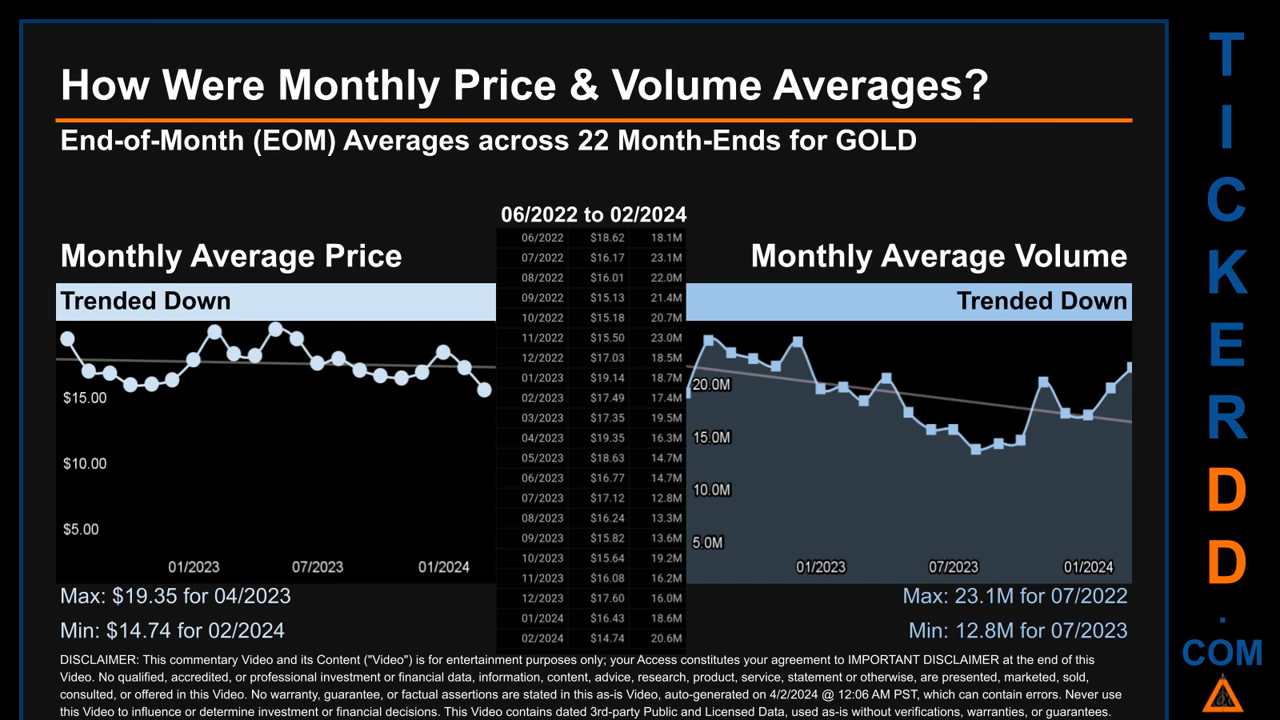 How Were Monthly Price & Volume Averages?
End-of-Month (EOM) Averages across 22 Month-Ends for GOLD
06/2022 to 02/2024
Monthly Average Price
Trended Down
$15.00
$10.00
$5.00
01/2023 07/2023 01/2024
Max: $19.35 for 04/2023
Min: $14.74 for 02/2024
06/2022 $18.62 18.1M
07/2022 $16.17 23.1M
08/2022 $16.01 22.0M
09/2022 $15.13 21.4M
10/2022 $15.18 20.7M
11/2022 $15.50 23.0M
12/2022 $17.03 18.5M
01/2023 $19.14 18.7M
02/2023 $17.49 17.4M
03/2023 $17.35 19.5M
04/2023 $19.35 16.3M
05/2023 $18.63 14.7M
06/2023 $16.77 14.7M
07/2023 $17.12 12.8M
08/2023 $16.24 13.3M
09/2023 $15.82 13.6M
10/2023 $15.64 19.2M
11/2023 $16.08 16.2M
12/2023 $17.60 16.0M
01/2024 $16.43 18.6M
02/2024 $14.74 20.6M
Monthly Average Volume
Trended Down
20.0M
15.0M
10.0M
5.0M
01/2023 07/2023 01/2024
Max: 23.1M for 07/2022
Min: 12.8M for 07/2023
DISCLAIMER: This commentary Video and its Content ("Video") is for entertainment purposes only; your Access constitutes your agreement to IMPORTANT DISCLAIMER at the end of this
Video. No qualified, accredited, or professional investment or financial data, information, content, advice, research, product, service, statement or otherwise, are presented, marketed, sold,
consulted, or offered in this Video. No warranty, guarantee, or factual assertions are stated in this as-is Video, auto-generated on 4/2/2024 @ 12:06 AM PST, which can contain errors. Never use
this Video to influence or determine investment or financial decisions. This Video contains dated 3rd-party Public and Licensed Data, used as-is without verifications, warranties, or guarantees.
T
I
C
K
E
R
D
D
.
COM